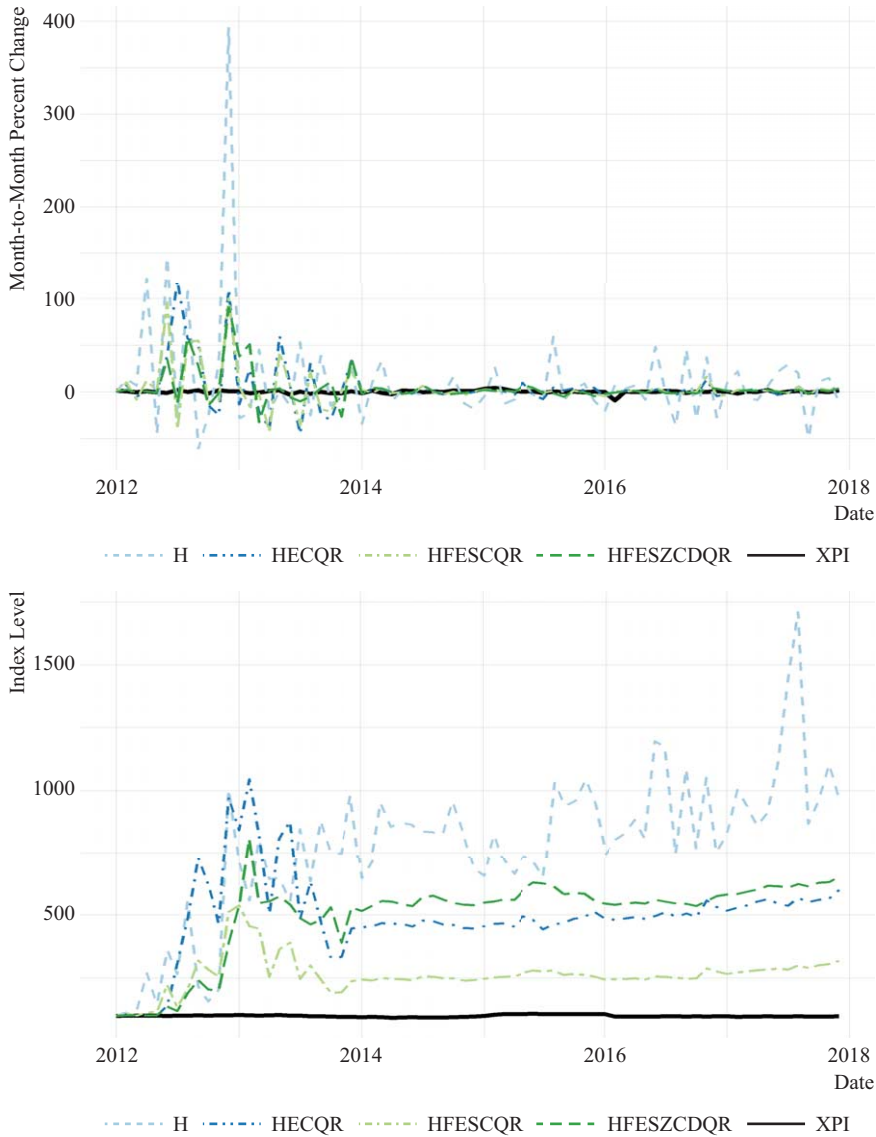 Month-to-Month Percent Change
400
300
200
100
0
2012 2014 2016 2018
Date
H HECQR HFESCQR HFESZCDQR XPI
Index Level
1500
1000
500
2012 2014 2016 2018
Date
H HECQR HFESCQR HFESZCDQR XPI